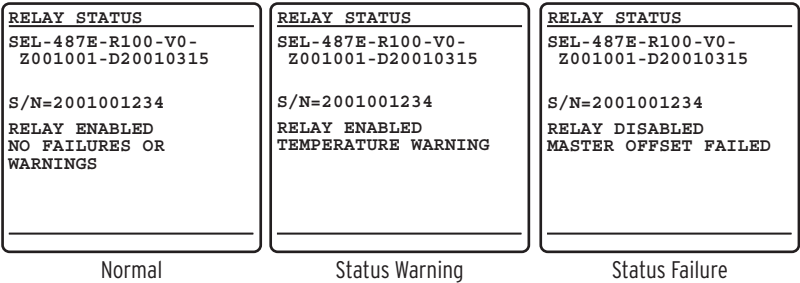 RELAY STATUS
SEL-487E-R100-V0-
Z001001-D20010315
S/N=2001001234
RELAY ENABLED
NO FAILURES OR
WARNINGS
Normal
RELAY STATUS
SEL-487E-R100-V0-
Z001001-D20010315
S/N=2001001234
RELAY ENABLED
TEMPERATURE WARNING
Status Warning
RELAY STATUS
SEL-487E-R100-V0-
Z001001-D20010315
S/N=2001001234
RELAY DISABLED
MASTER OFFSET FAILED
Status Failure